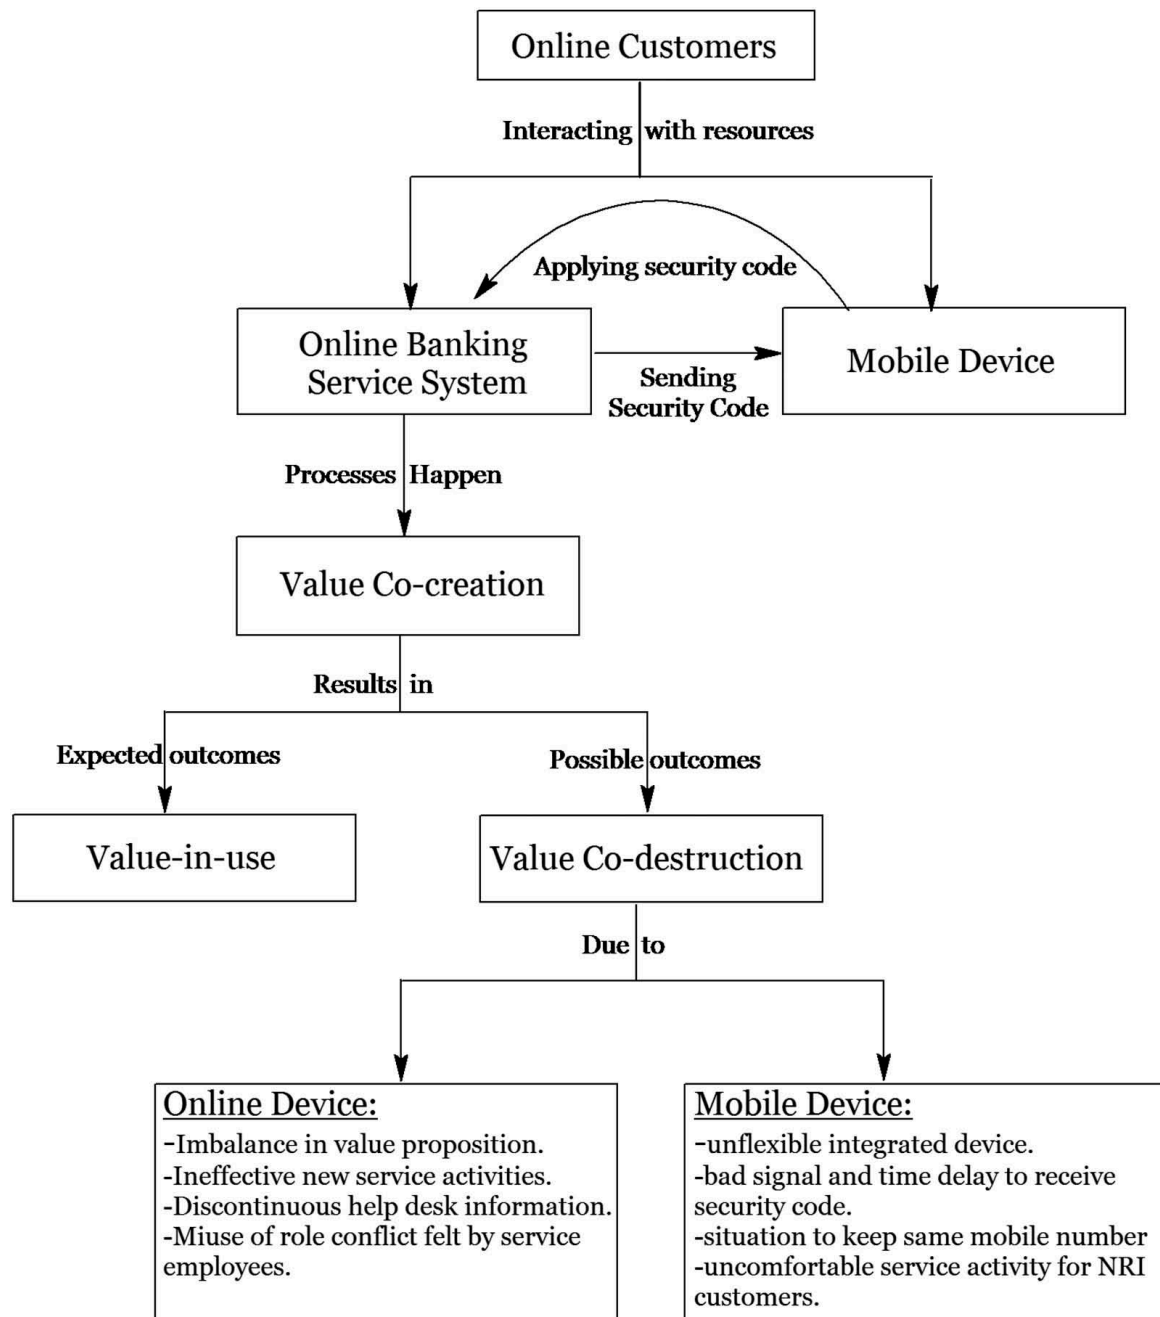 Online Customers
Interacting with resources
Applying security code
Online Banking
Service System
Mobile Device
Sending
Security Code
Processes Happen
Value Co-creation
Results in
Expected outcomes
Possible outcomes
Value-in-use
Value Co-destruction
Due to
Online Device:
-Imbalance in value proposition.
-Ineffective new service activities.
-Discontinuous help desk information.
-Miuse of role conflict felt by service
employees.
Mobile Device:
-unflexible integrated device.
-bad signal and time delay to receive
security code.
-situation to keep same mobile number
-uncomfortable service activity for NRI
customers.